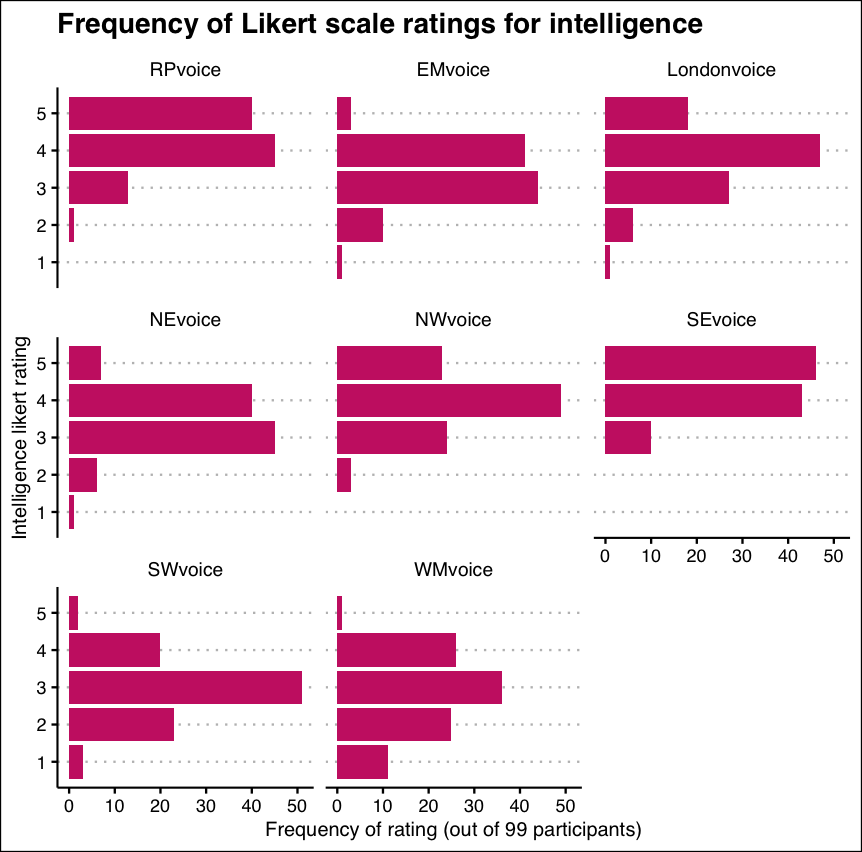 Frequency of Likert scale ratings for intelligence
RPvoice EMvoice Londonvoice
5
4
3
2
1
NEvoice NWvoice SEvoice
Intelligence likert rating
5
4
3
2
1
0 10 20 30 40 50
SWvoice WMvoice
5
4
3
2
1
0 10 20 30 40 50 0 10 20 30 40 50
Frequency of rating (out of 99 participants)